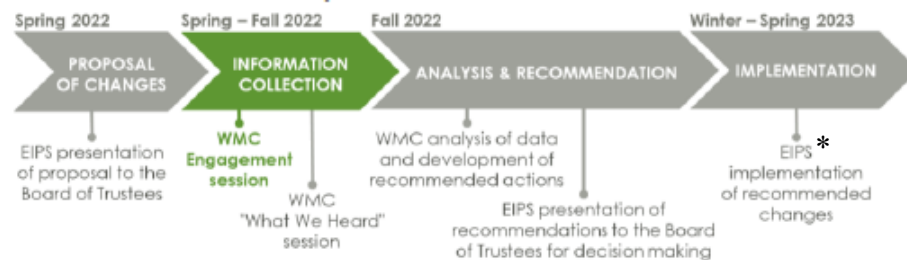 Spring 2022
Spring – Fall 2022
Fall 2022
Winter – Spring 2023
PROPOSAL
OF CHANGES
INFORMATION
COLLECTION
ANALYSIS & RECOMMENDATION
IMPLEMENTATION
EIPS presentation
of proposal to the
Board of Trustees
WMC
Engagement
session
WMC
"What We Heard"
session
WMC analysis of data
and development of
recommended actions
EIPS presentation of
recommendations to the Board
of Trustees for decision making
EIPS *
implementation
of recommended
changes